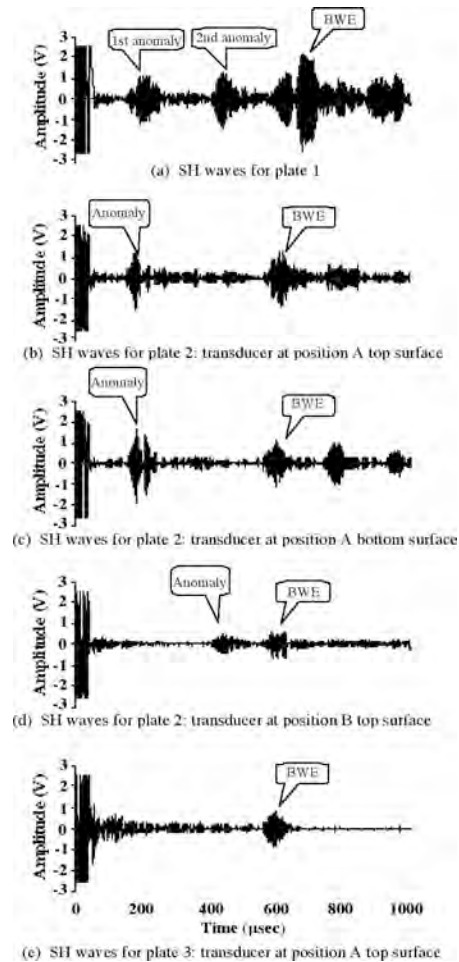 BWE
1st anomaly
2nd anomaly
3
2
1
0
-1
-2
-3
Amplitude (V)
(a) SH waves for plate 1
Anomaly
BWE
3
2
1
0
-1
-2
-3
Amplitude (V)
(b) SH waves for plate 2: transducer at position A top surface
Anomaly
BWE
3
2
1
0
-1
-2
-3
Amplitude (V)
(c) SH waves for plate 2: transducer at position A bottom surface
Anomaly
BWE
3
2
1
0
-1
-2
-3
Amplitude (V)
(d) SH waves for plate 2: transducer at position B top surface
BWE
3
2
1
0
-1
-2
-3
Amplitude (V)
0 200 400 600 800 1000
Time (µsec)
(e) SH waves for plate 3: transducer at position A top surface